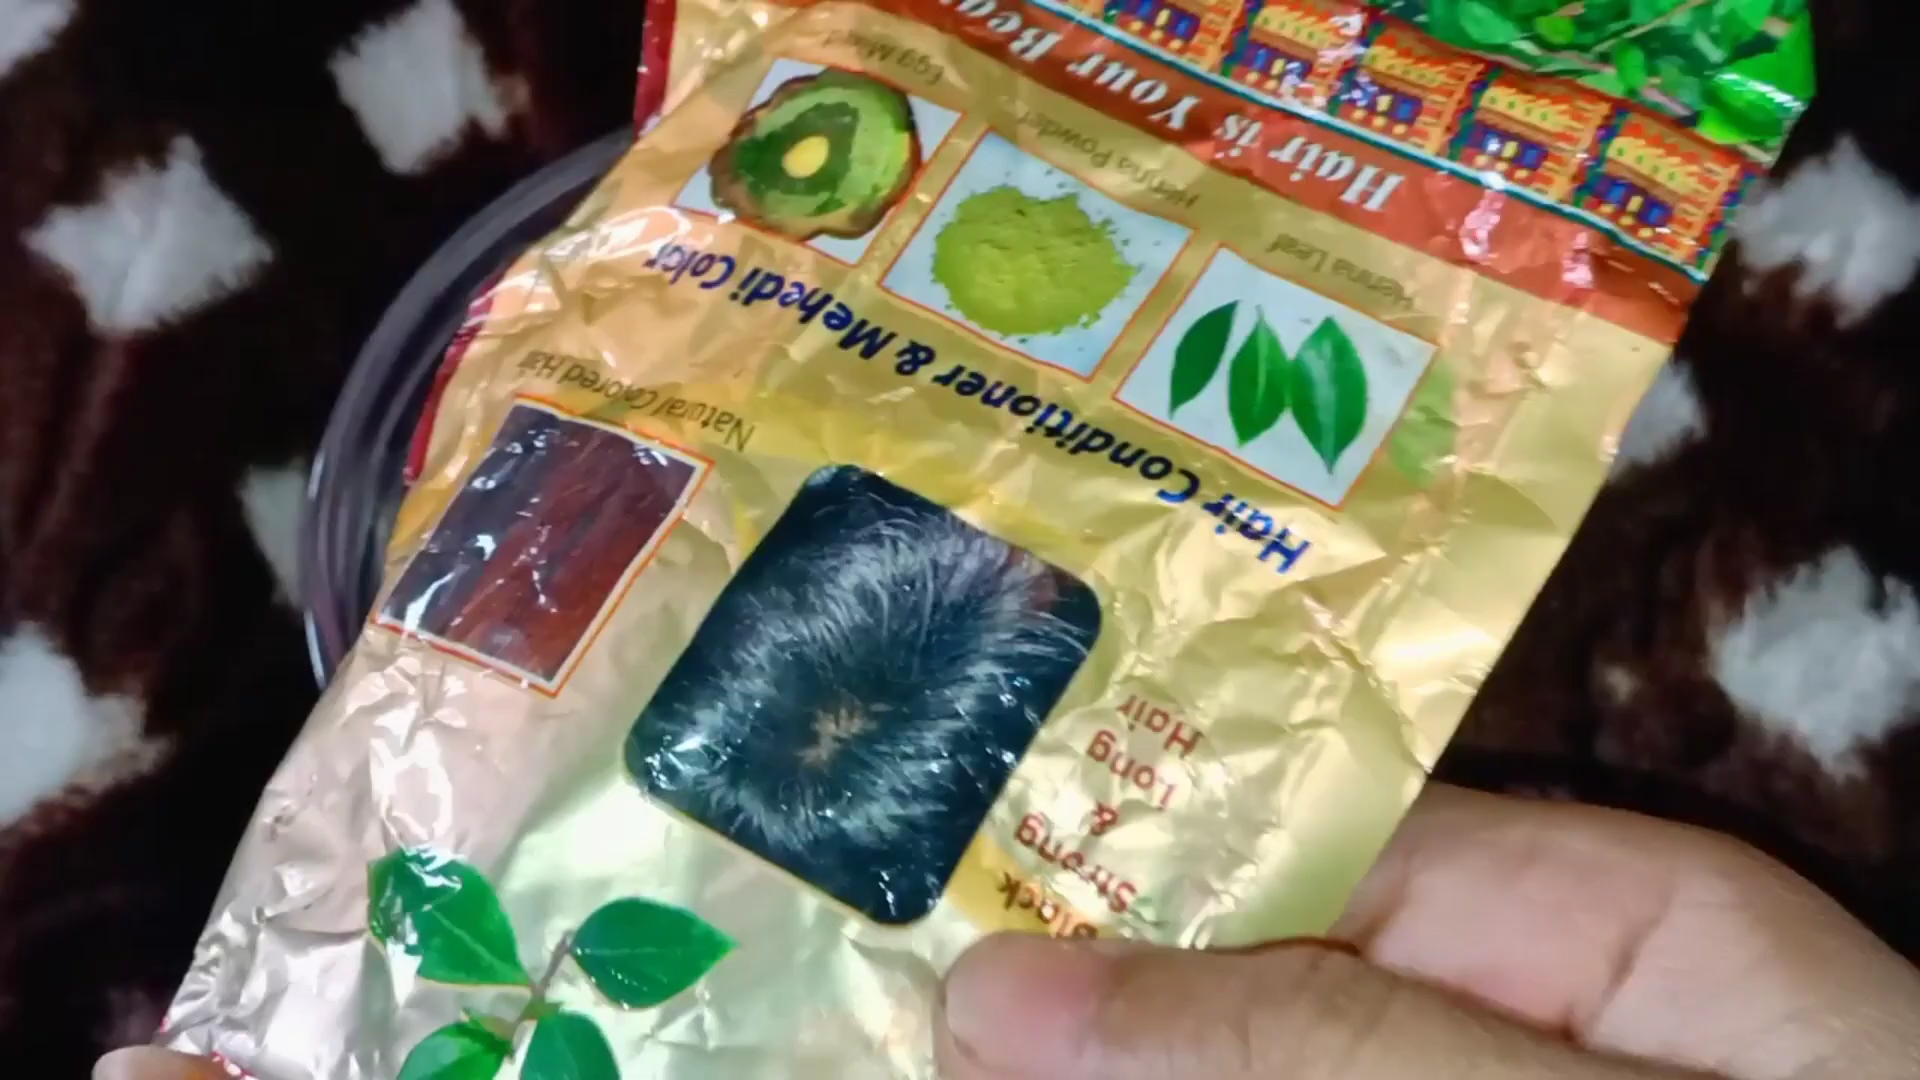 Hair is Your
Henna Leaf
Henna Powder
Egg Mixed
Hair Conditioner & Mehedi Color
Natural Colored Hair
Black
Strong
&
Long
Hair